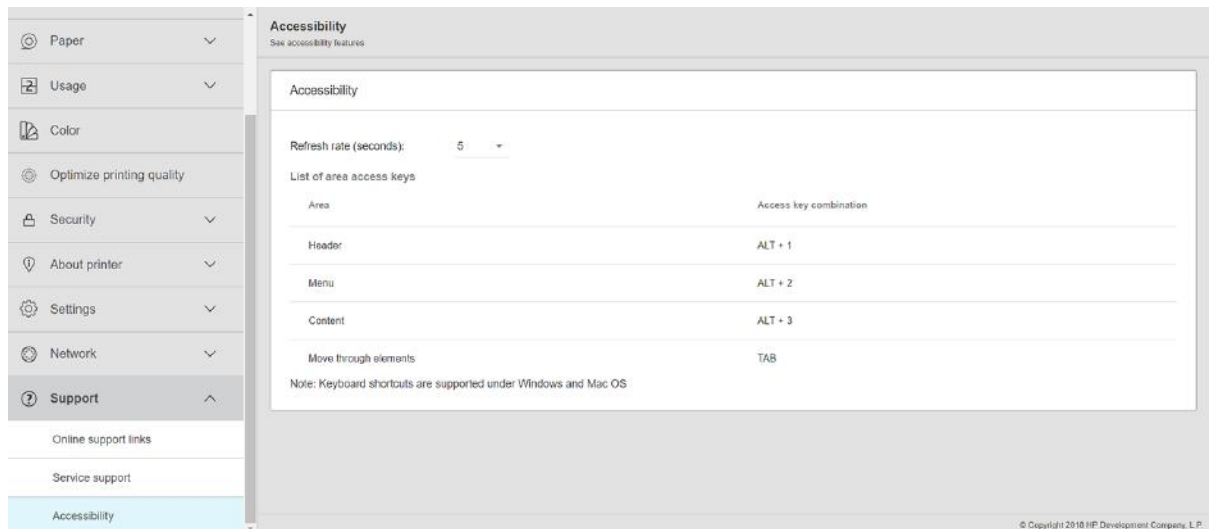 Paper
Usage
Color
Optimize printing quality
Security
About printer
Settings
Network
Support
Online support links
Service support
Accessibility
Accessibility
See accessibility features
Accessibility
Refresh rate (seconds): 5
List of area access keys
Area Access key combination
Header ALT + 1
Menu ALT + 2
Content ALT + 3
Move through elements TAB
Note: Keyboard shortcuts are supported under Windows and Mac OS
© Copyright 2018 HP Development Company, L.P.